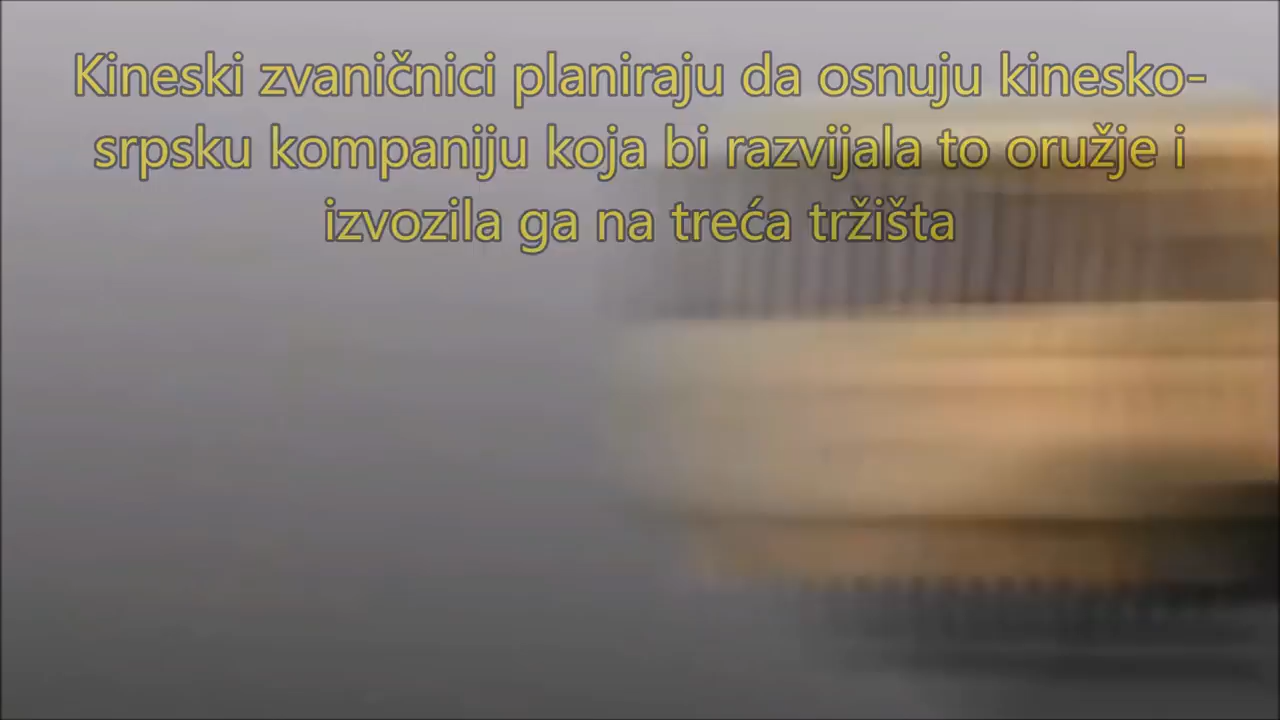 Kineski zvaničnici planiraju da osnuju kinesko-
srpsku kompaniju koja bi razvijala to oružje i
izvozila ga na treća tržišta